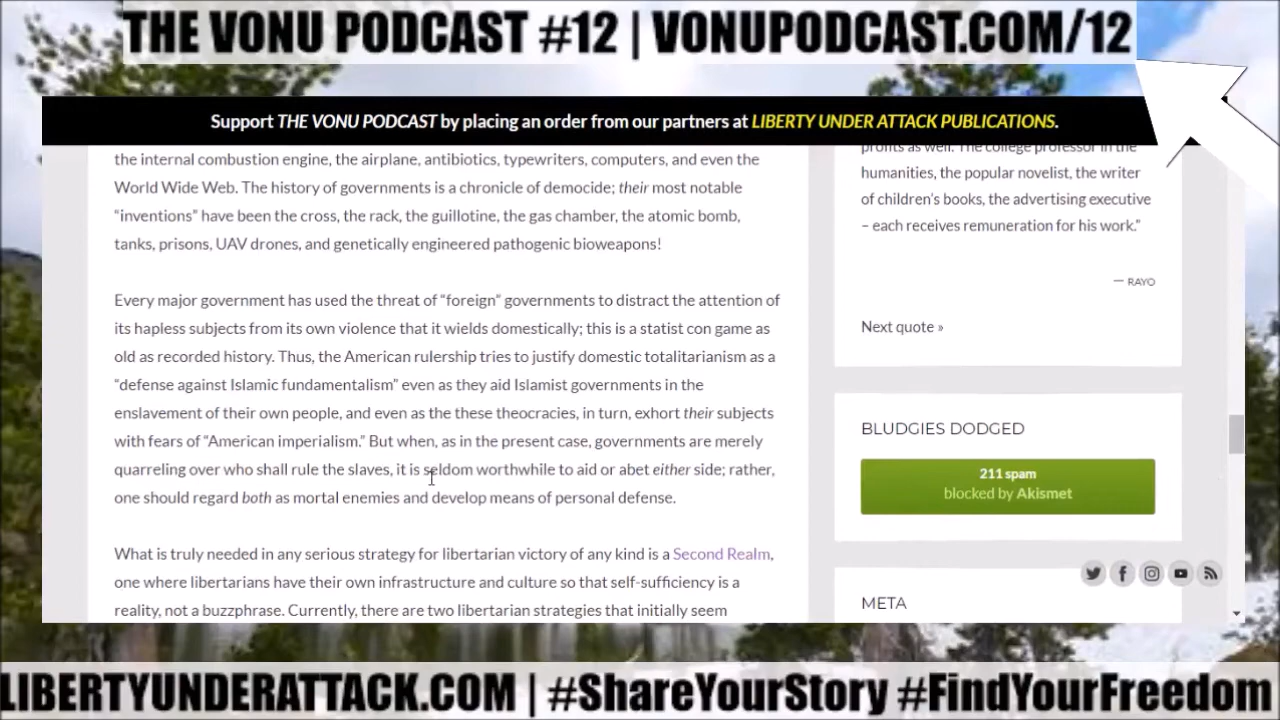 THE VONU PODCAST #12 | VONUPODCAST.COM/12
Support THE VONU PODCAST by placing an order from our partners at LIBERTY UNDER ATTACK PUBLICATIONS.
the internal combustion engine, the airplane, antibiotics, typewriters, computers, and even the
World Wide Web. The history of governments is a chronicle of democide; their most notable
“inventions” have been the cross, the rack, the guillotine, the gas chamber, the atomic bomb,
tanks, prisons, UAV drones, and genetically engineered pathogenic bioweapons!
Every major government has used the threat of “foreign” governments to distract the attention of
its hapless subjects from its own violence that it wields domestically; this is a statist con game as
old as recorded history. Thus, the American rulership tries to justify domestic totalitarianism as a
“defense against Islamic fundamentalism” even as they aid Islamist governments in the
enslavement of their own people, and even as the these theocracies, in turn, exhort their subjects
with fears of “American imperialism.” But when, as in the present case, governments are merely
quarreling over who shall rule the slaves, it is seldom worthwhile to aid or abet either side; rather,
one should regard both as mortal enemies and develop means of personal defense.
What is truly needed in any serious strategy for libertarian victory of any kind is a Second Realm,
one where libertarians have their own infrastructure and culture so that self-sufficiency is a
reality, not a buzzphrase. Currently, there are two libertarian strategies that initially seem
profits as well. The college professor in the
humanities, the popular novelist, the writer
of children’s books, the advertising executive
– each receives remuneration for his work.”
— RAYO
Next quote »
BLUDGIES DODGED
211 spam
blocked by Akismet
META
LIBERTYUNDERATTACK.COM | #ShareYourStory #FindYourFreedom